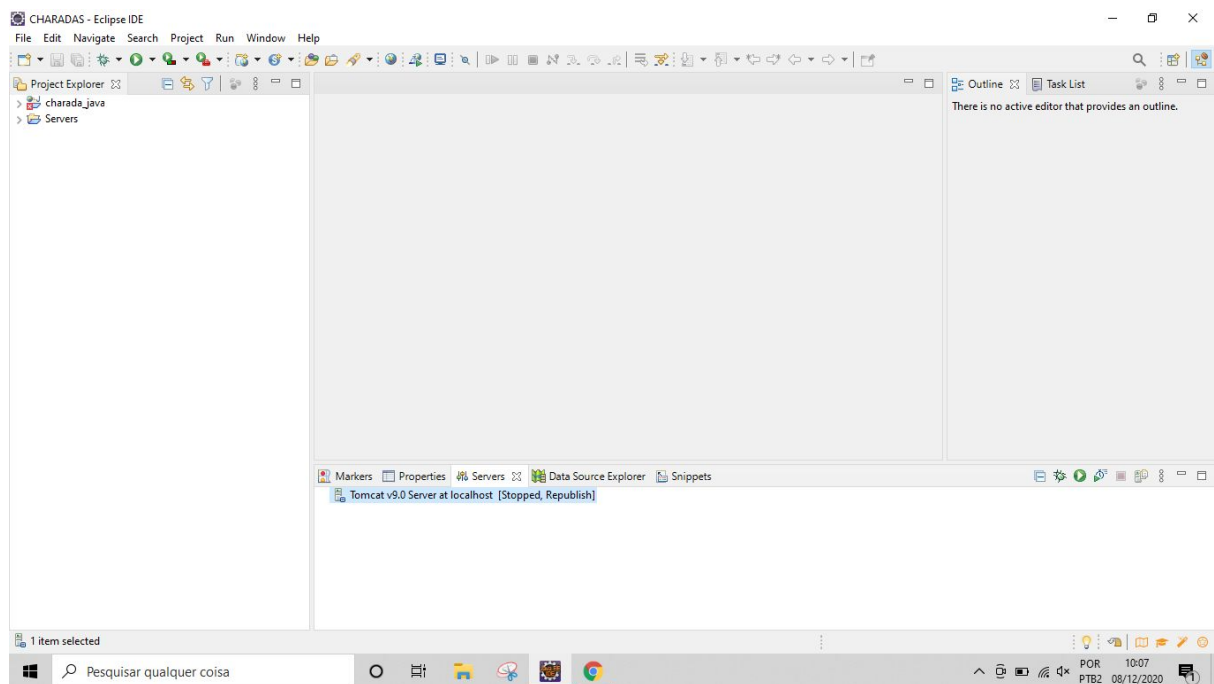 CHARADAS - Eclipse IDE
File Edit Navigate Search Project Run Window Help
Project Explorer
charada_java
Servers
Outline Task List
There is no active editor that provides an outline.
Markers Properties Servers Data Source Explorer Snippets
Tomcat v9.0 Server at localhost [Stopped, Republish]
1 item selected
Pesquisar qualquer coisa
POR
PTB2
10:07
08/12/2020
1